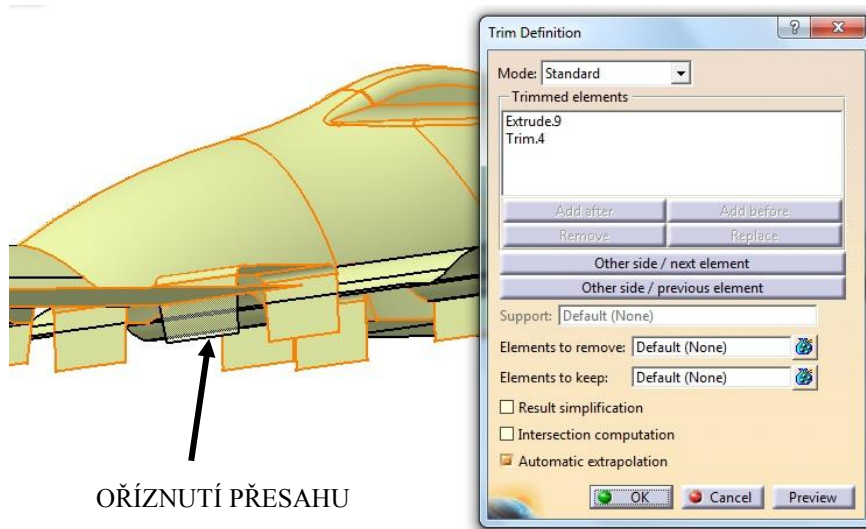 Trim Definition
Mode: Standard
Trimmed elements
Extrude.9
Trim.4
Add after Add before
Remove Replace
Other side / next element
Other side / previous element
Support: Default (None)
Elements to remove: Default (None)
Elements to keep: Default (None)
Result simplification
Intersection computation
Automatic extrapolation
OK Cancel Preview
OŘÍZNUTÍ PŘESAHU